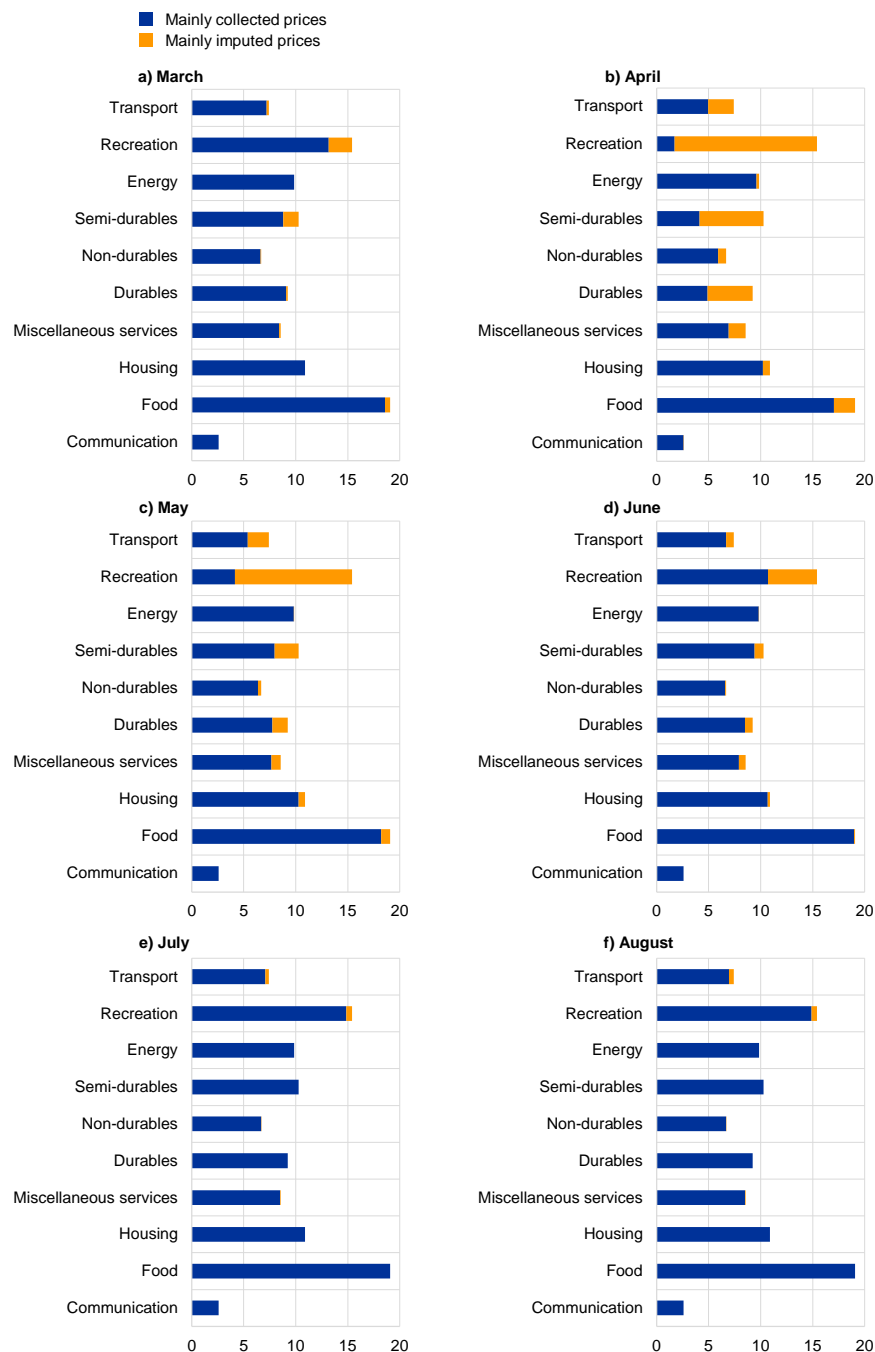 Mainly collected prices
Mainly imputed prices
a) March
Transport
Recreation
Energy
Semi-durables
Non-durables
Durables
Miscellaneous services
Housing
Food
Communication
0 5 10 15 20
b) April
Transport
Recreation
Energy
Semi-durables
Non-durables
Durables
Miscellaneous services
Housing
Food
Communication
0 5 10 15 20
c) May
Transport
Recreation
Energy
Semi-durables
Non-durables
Durables
Miscellaneous services
Housing
Food
Communication
0 5 10 15 20
d) June
Transport
Recreation
Energy
Semi-durables
Non-durables
Durables
Miscellaneous services
Housing
Food
Communication
0 5 10 15 20
e) July
Transport
Recreation
Energy
Semi-durables
Non-durables
Durables
Miscellaneous services
Housing
Food
Communication
0 5 10 15 20
f) August
Transport
Recreation
Energy
Semi-durables
Non-durables
Durables
Miscellaneous services
Housing
Food
Communication
0 5 10 15 20